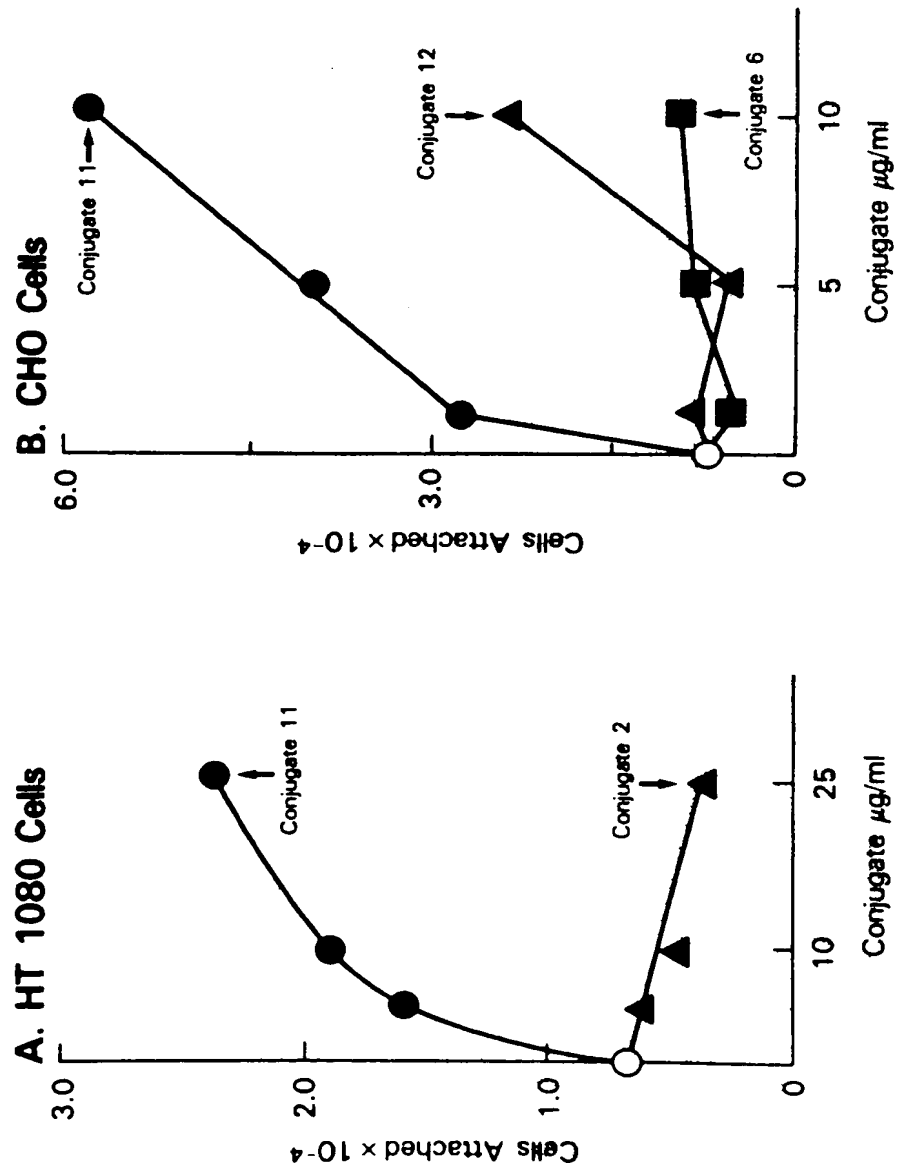 A. HT 1080 Cells
3.0
2.0
1.0
0
Cells Attached × 10⁻⁴
Conjugate 11
Conjugate 2
10
25
Conjugate μg/ml
B. CHO Cells
6.0
3.0
0
Cells Attached × 10⁻⁴
Conjugate 11
Conjugate 12
Conjugate 6
5
10
Conjugate μg/ml